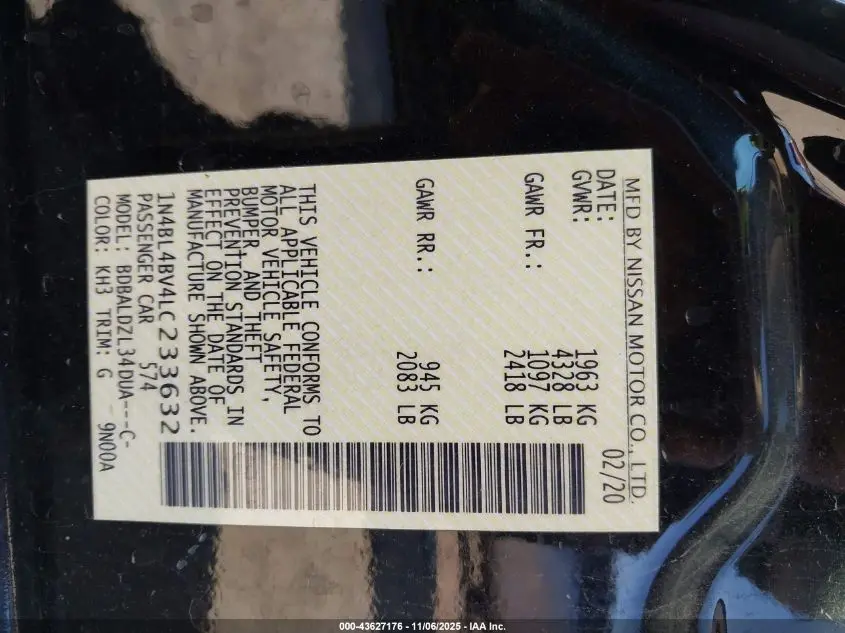 MFD BY NISSAN MOTOR CO., LTD.
DATE: 02/20
GVWR: 1963 KG
4328 LB
GAWR FR.: 1097 KG
2418 LB
GAWR RR.: 945 KG
2083 LB
THIS VEHICLE CONFORMS TO
ALL APPLICABLE FEDERAL
MOTOR VEHICLE SAFETY,
BUMPER AND THEFT
PREVENTION STANDARDS IN
EFFECT ON THE DATE OF
MANUFACTURE SHOWN ABOVE.
1N4BL4BV4LC233632
PASSENGER CAR 574
MODEL: BDBALDZL34DUA---C-
COLOR: KH3 TRIM: G 9N00A
000-43627176 - 11/06/2025 - IAA Inc.